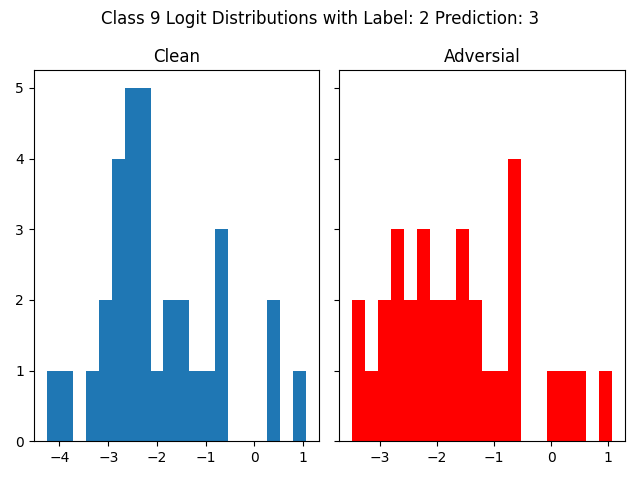 Class 9 Logit Distributions with Label: 2 Prediction: 3
Clean
Adversial
5
4
3
2
1
0
−4 −3 −2 −1 0 1
−3 −2 −1 0 1